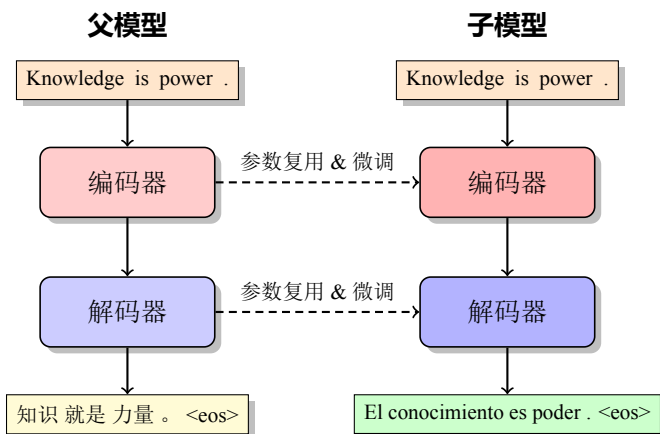 父模型
子模型
Knowledge is power .
Knowledge is power .
编码器
参数复用 & 微调
编码器
解码器
参数复用 & 微调
解码器
知识 就是 力量 。 <eos>
El conocimiento es poder . <eos>